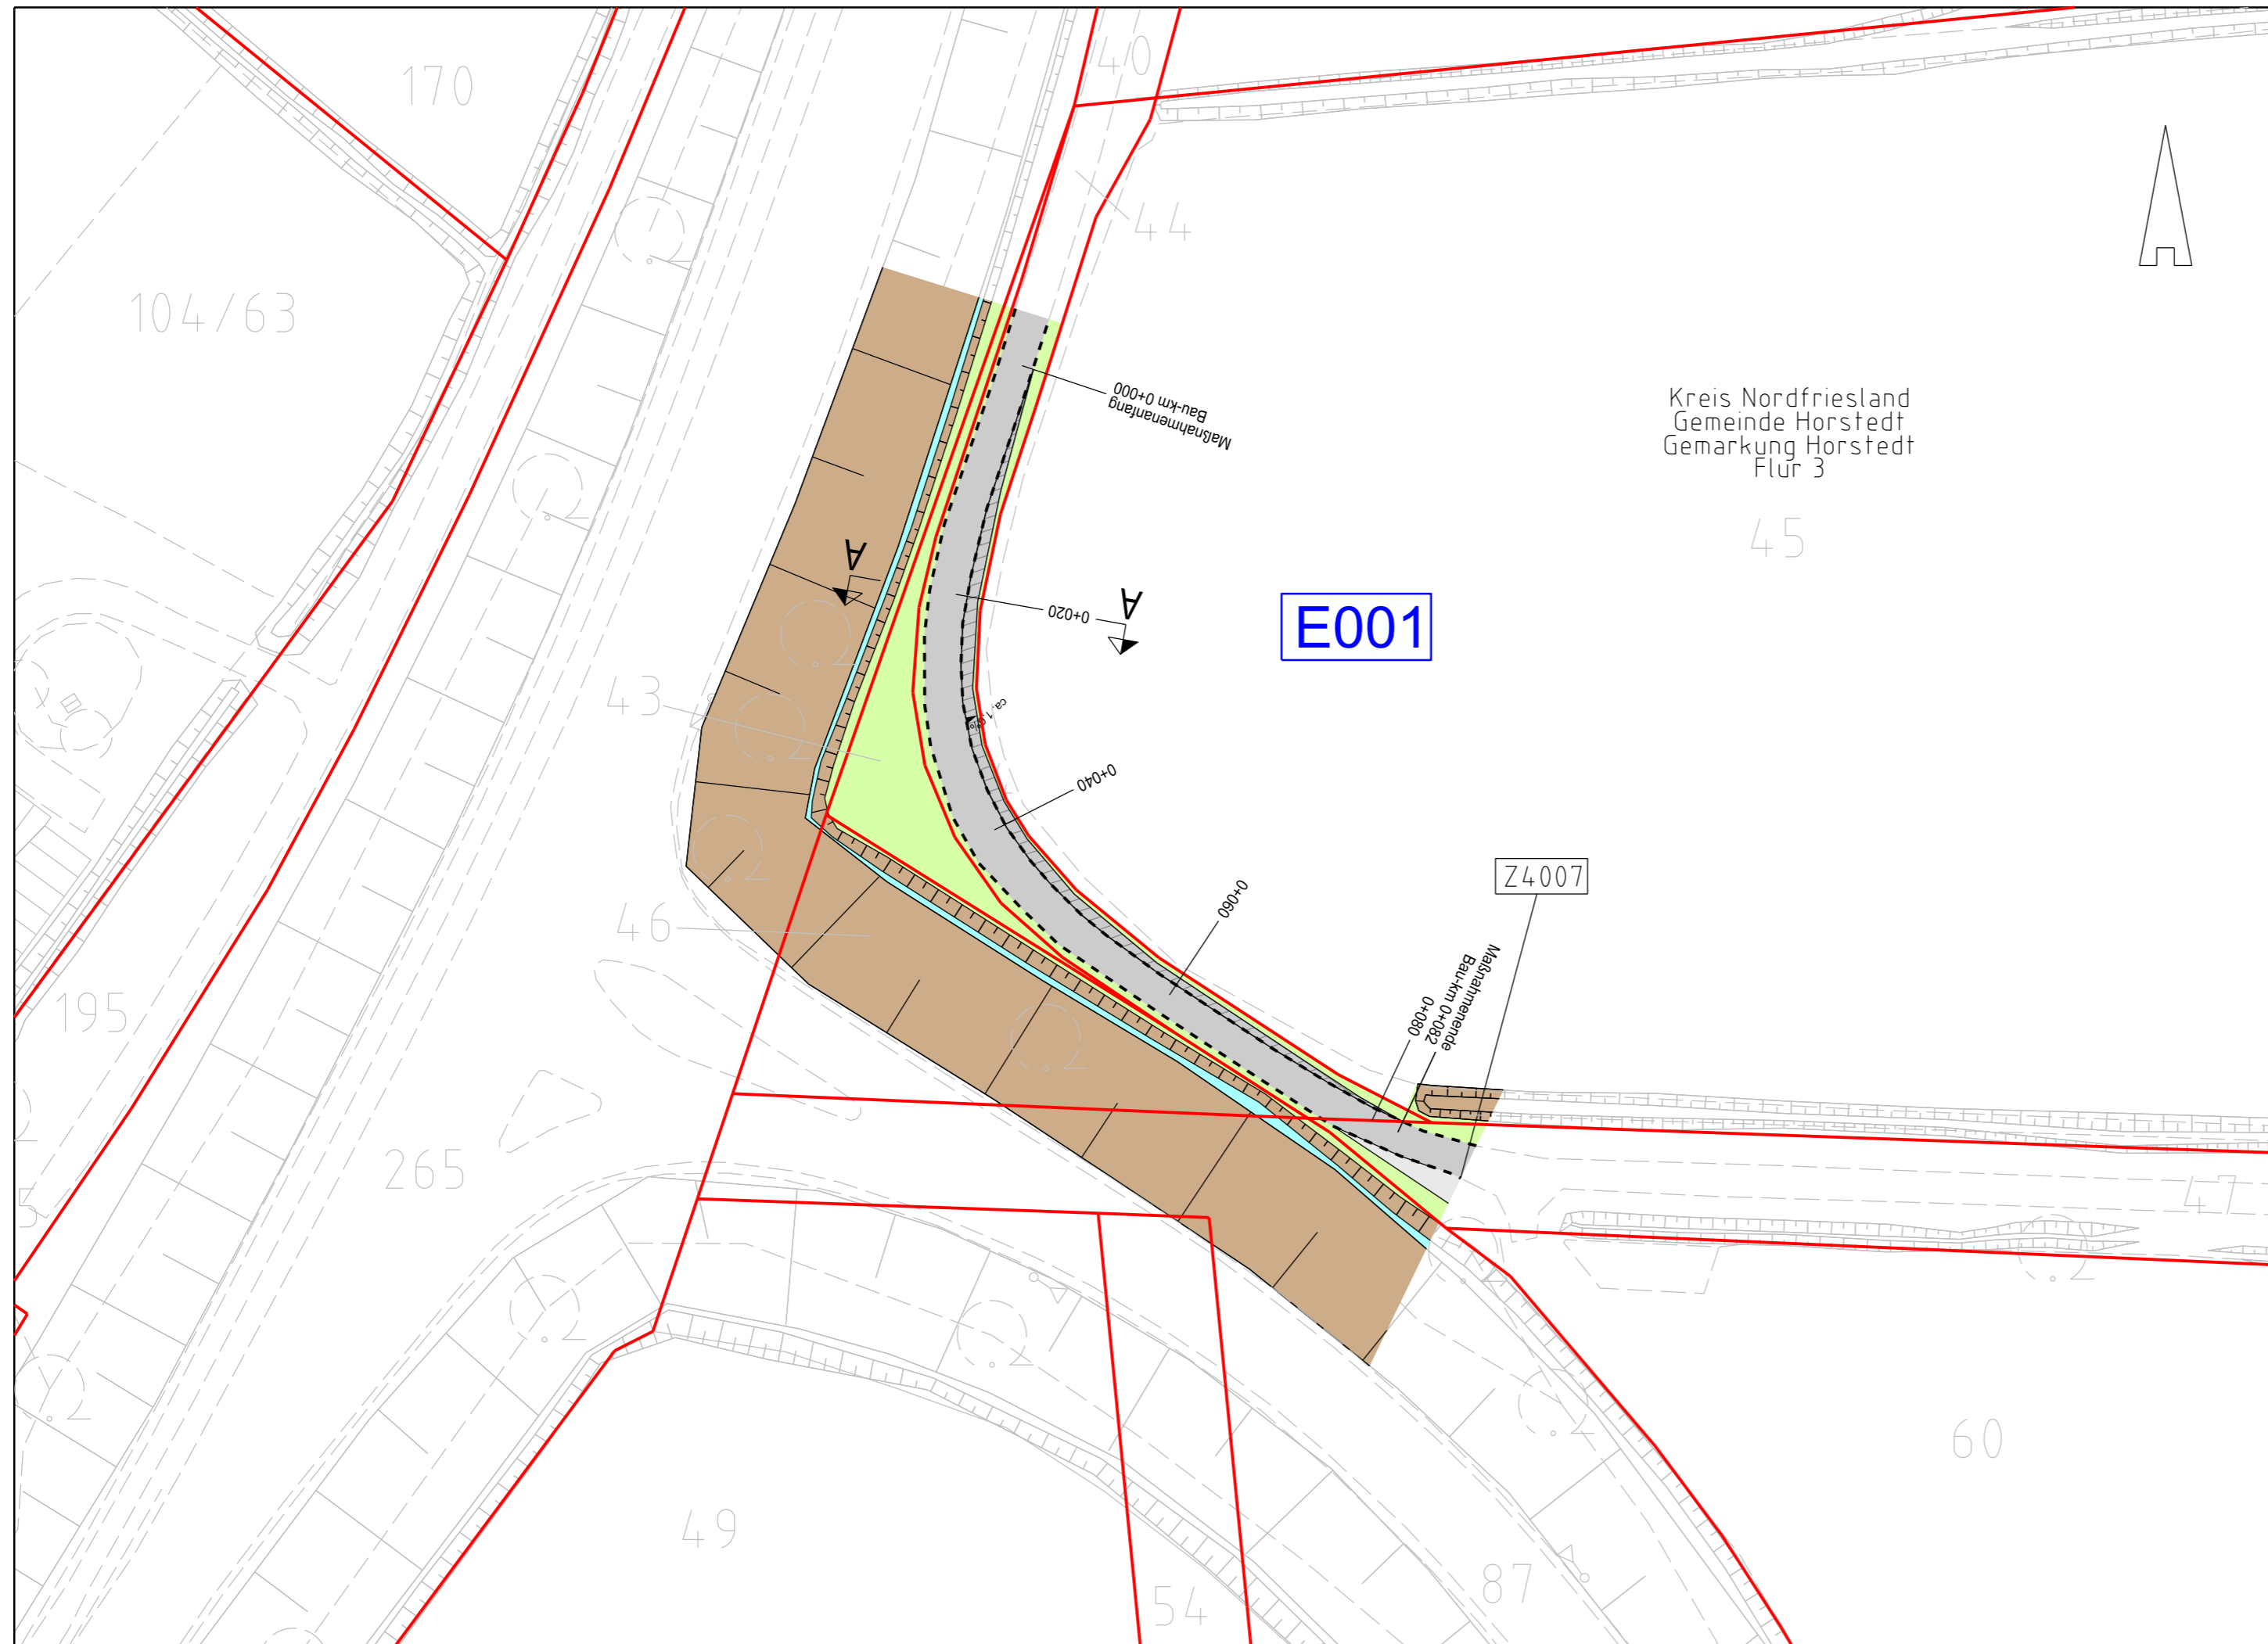 40
170
44
104/63
Maßnahmenanfang
Bau-km 0+000
Kreis Nordfriesland
Gemeinde Horstedt
Gemarkung Horstedt
Flur 3
45
A
A
0+020
E001
43
0+040
Z4007
46
0+060
0+080
Bau-km 0+082
Maßnahmenende
195
265
5
47
60
49
87
54